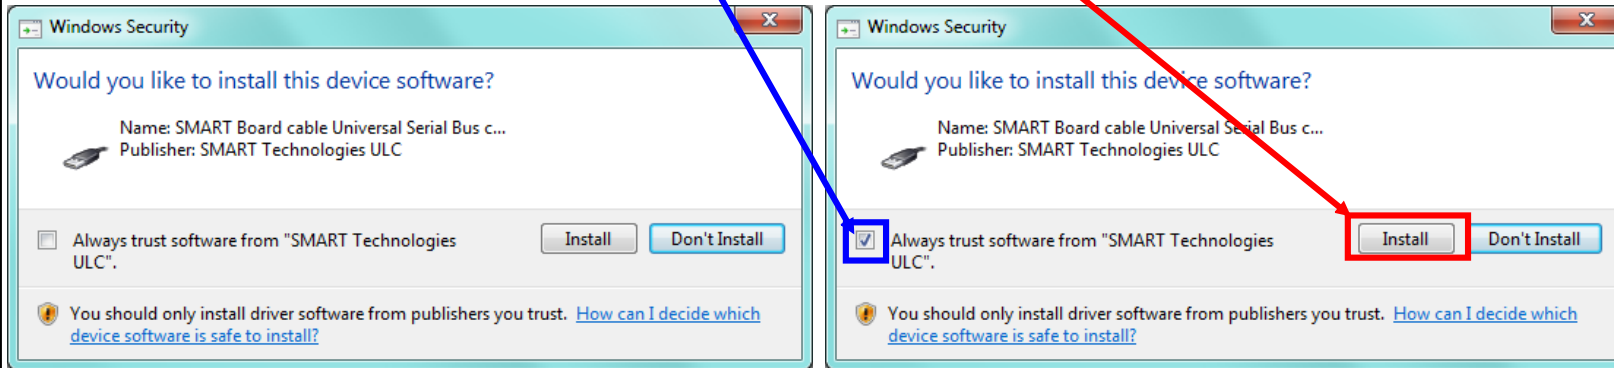 Windows Security
Would you like to install this device software?
Name: SMART Board cable Universal Serial Bus c...
Publisher: SMART Technologies ULC
Always trust software from "SMART Technologies
ULC".
Install
Don't Install
You should only install driver software from publishers you trust. How can I decide which
device software is safe to install?
Windows Security
Would you like to install this device software?
Name: SMART Board cable Universal Serial Bus c...
Publisher: SMART Technologies ULC
Always trust software from "SMART Technologies
ULC".
Install
Don't Install
You should only install driver software from publishers you trust. How can I decide which
device software is safe to install?